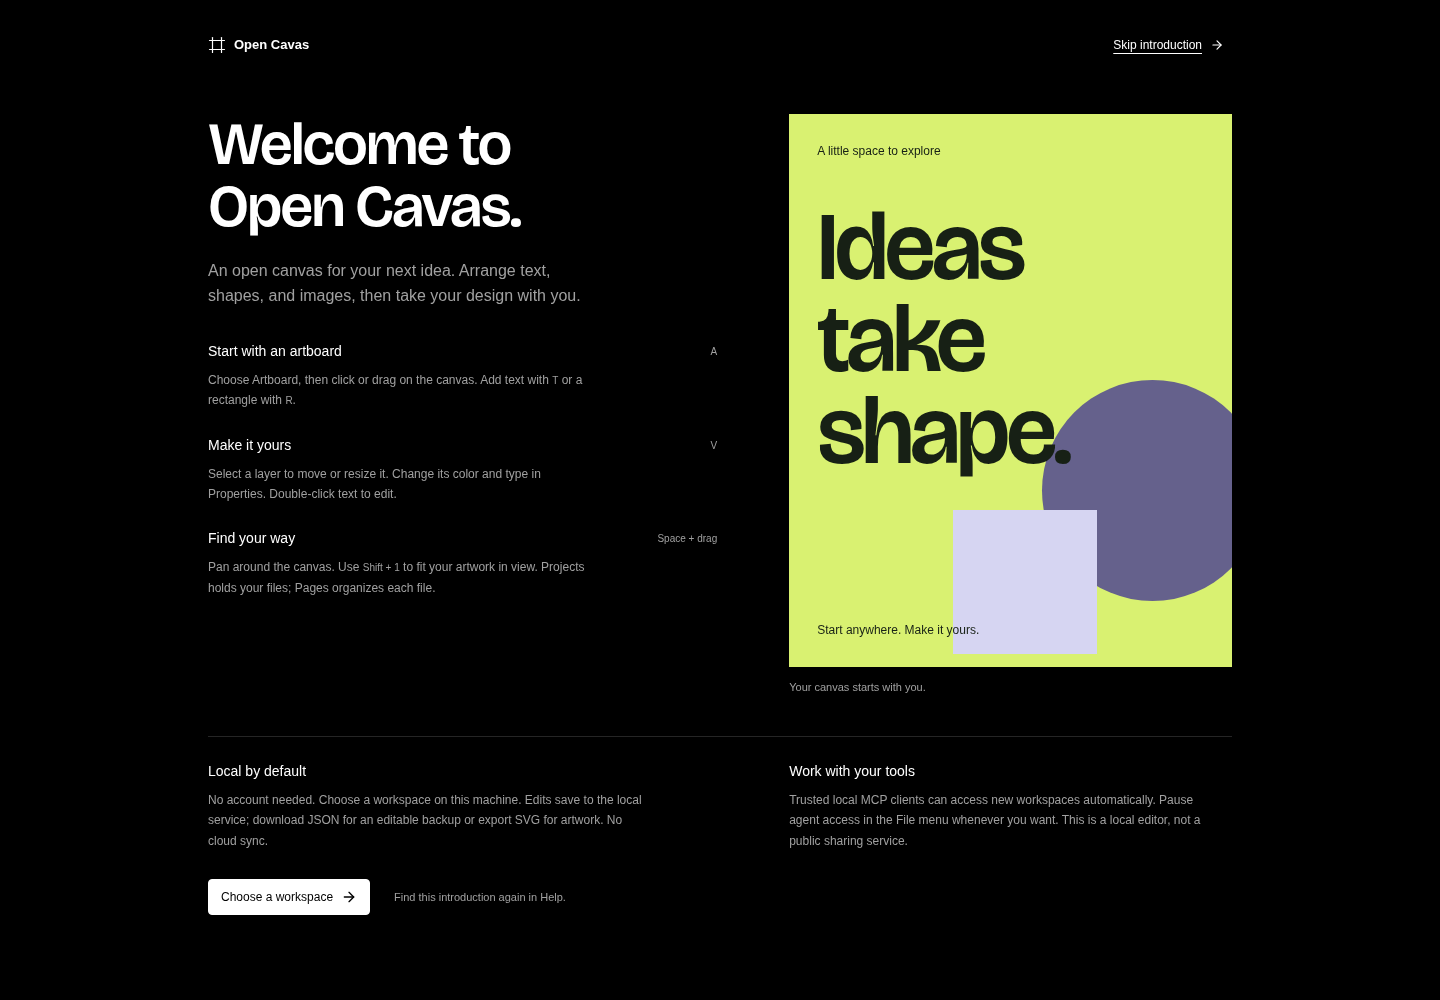 Open Cavas
Skip introduction
Welcome to
Open Cavas.
An open canvas for your next idea. Arrange text,
shapes, and images, then take your design with you.
Start with an artboard
A
Choose Artboard, then click or drag on the canvas. Add text with T or a
rectangle with R.
Make it yours
V
Select a layer to move or resize it. Change its color and type in
Properties. Double-click text to edit.
Find your way
Space + drag
Pan around the canvas. Use Shift + 1 to fit your artwork in view. Projects
holds your files; Pages organizes each file.
A little space to explore
Ideas
take
shape.
Start anywhere. Make it yours.
Your canvas starts with you.
Local by default
No account needed. Choose a workspace on this machine. Edits save to the local
service; download JSON for an editable backup or export SVG for artwork. No
cloud sync.
Work with your tools
Trusted local MCP clients can access new workspaces automatically. Pause
agent access in the File menu whenever you want. This is a local editor, not a
public sharing service.
Choose a workspace
Find this introduction again in Help.